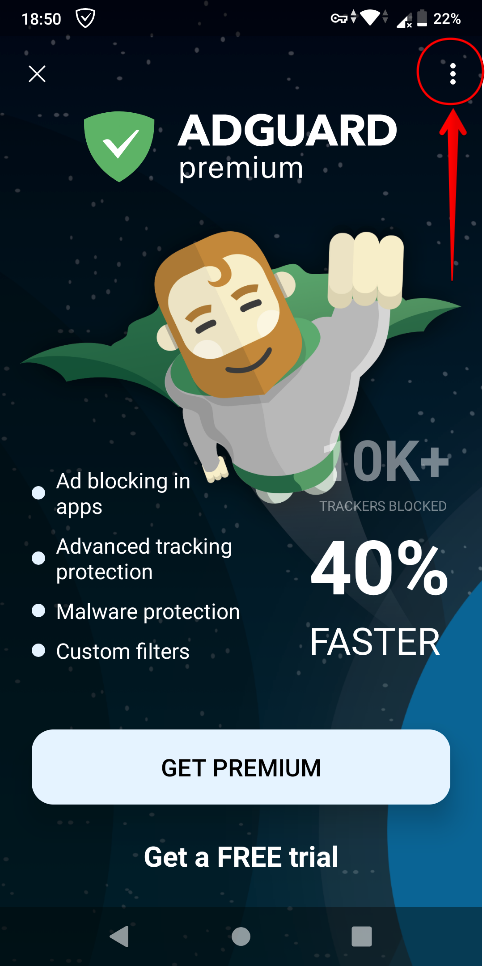 18:50
22%
ADGUARD
premium
Ad blocking in
apps
Advanced tracking
protection
Malware protection
Custom filters
10K+
TRACKERS BLOCKED
40%
FASTER
GET PREMIUM
Get a FREE trial